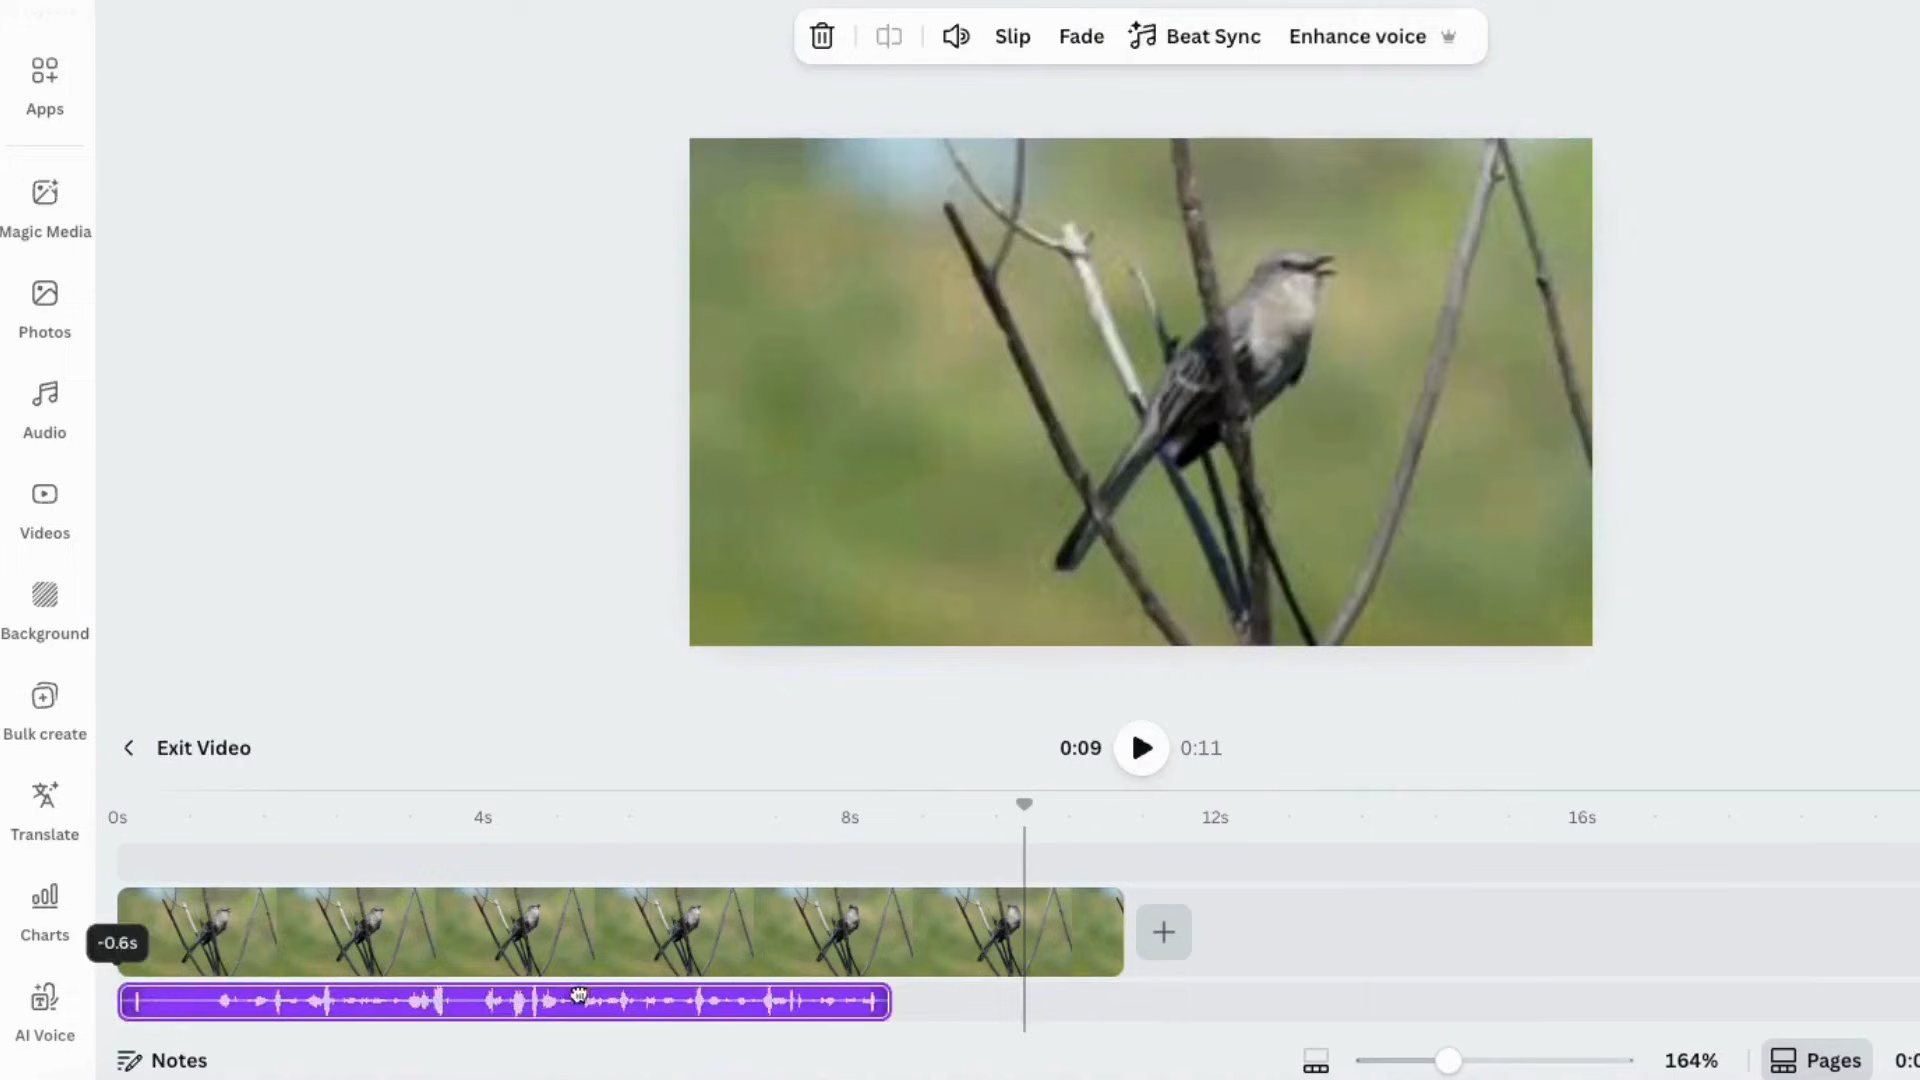 Slip Fade Beat Sync Enhance voice
Apps
Magic Media
Photos
Audio
Videos
Background
Bulk create
Translate
Charts
AI Voice
Exit Video
0:09 0:11
0s 4s 8s 12s 16s
-0.6s
Notes
164% Pages